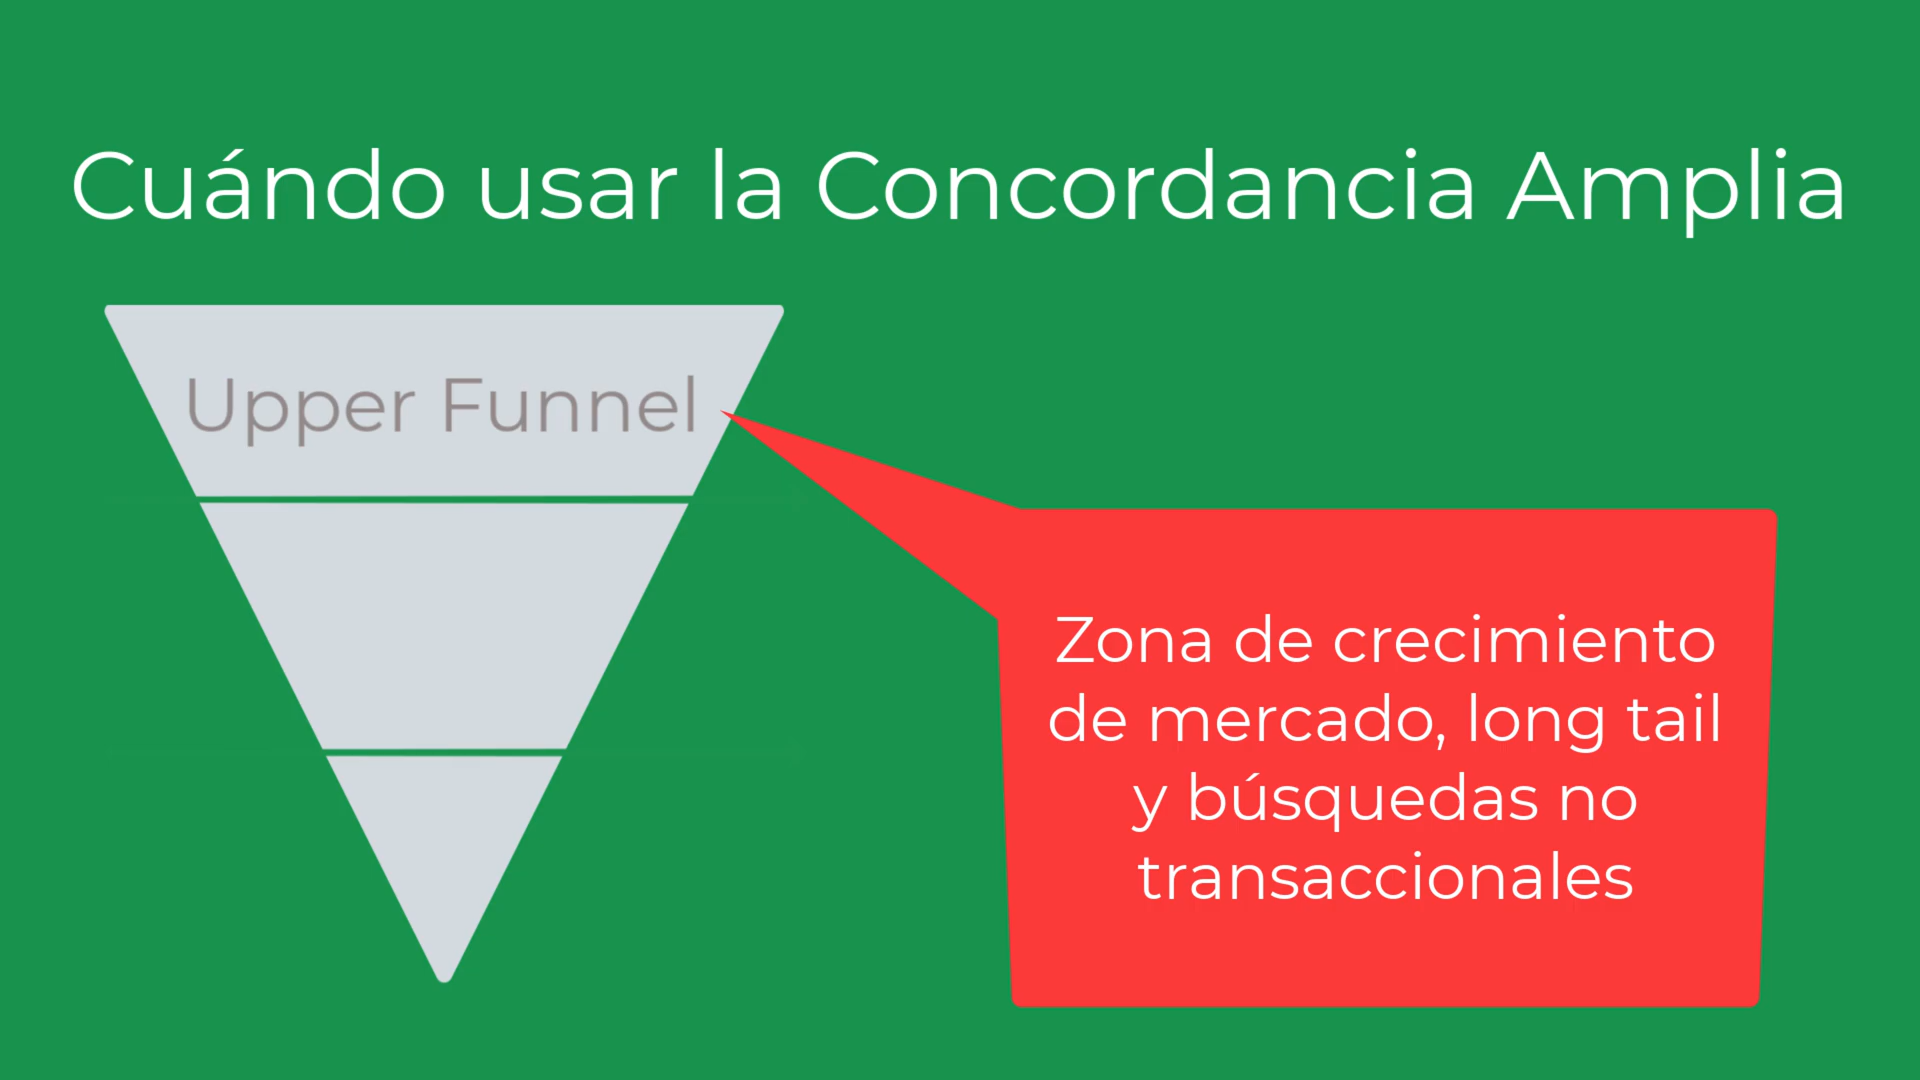 Cuándo usar la Concordancia Amplia
Upper Funnel
Zona de crecimiento
de mercado, long tail
y búsquedas no
transaccionales